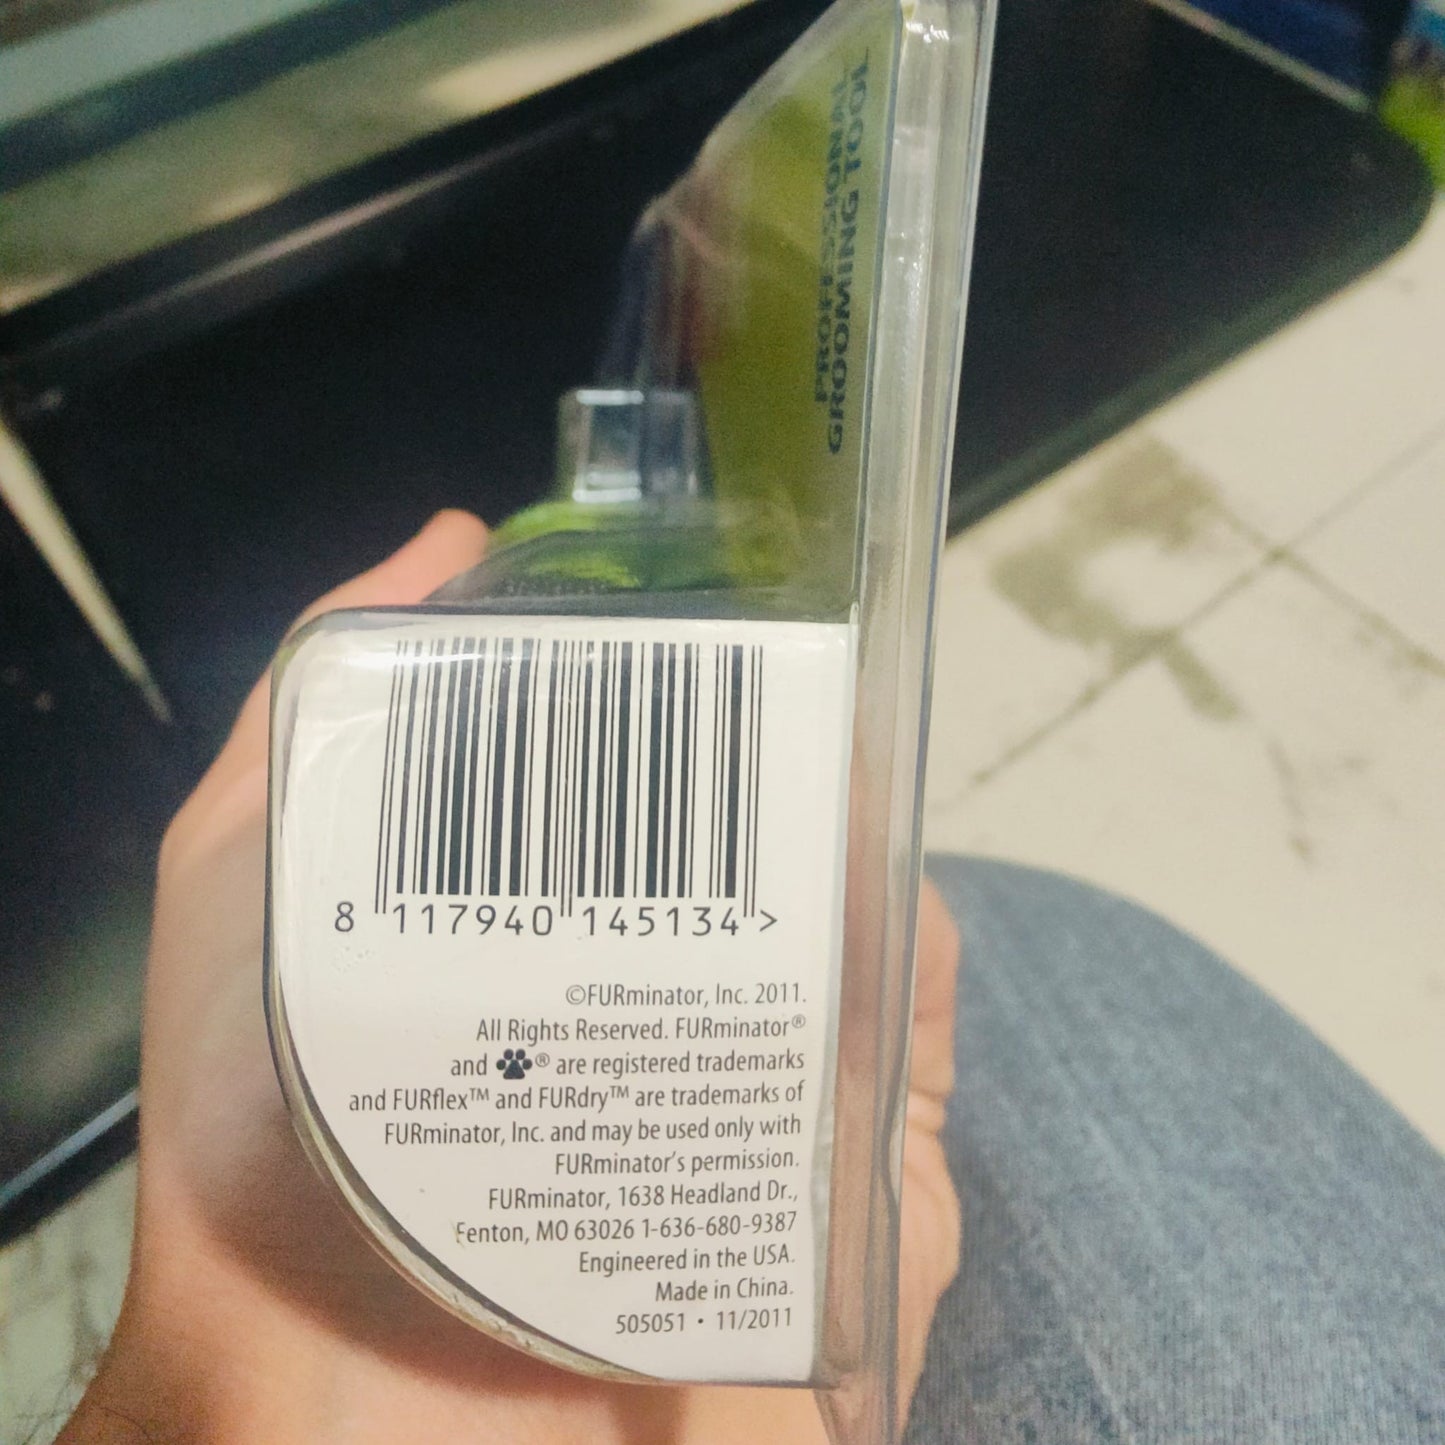 PROFESSIONAL
GROOMING TOOL
8 117940 145134 >
©FURminator, Inc. 2011.
All Rights Reserved. FURminator®
and ® are registered trademarks
and FURflex™ and FURdry™ are trademarks of
FURminator, Inc. and may be used only with
FURminator's permission.
FURminator, 1638 Headland Dr.,
Fenton, MO 63026 1-636-680-9387
Engineered in the USA.
Made in China.
505051 • 11/2011